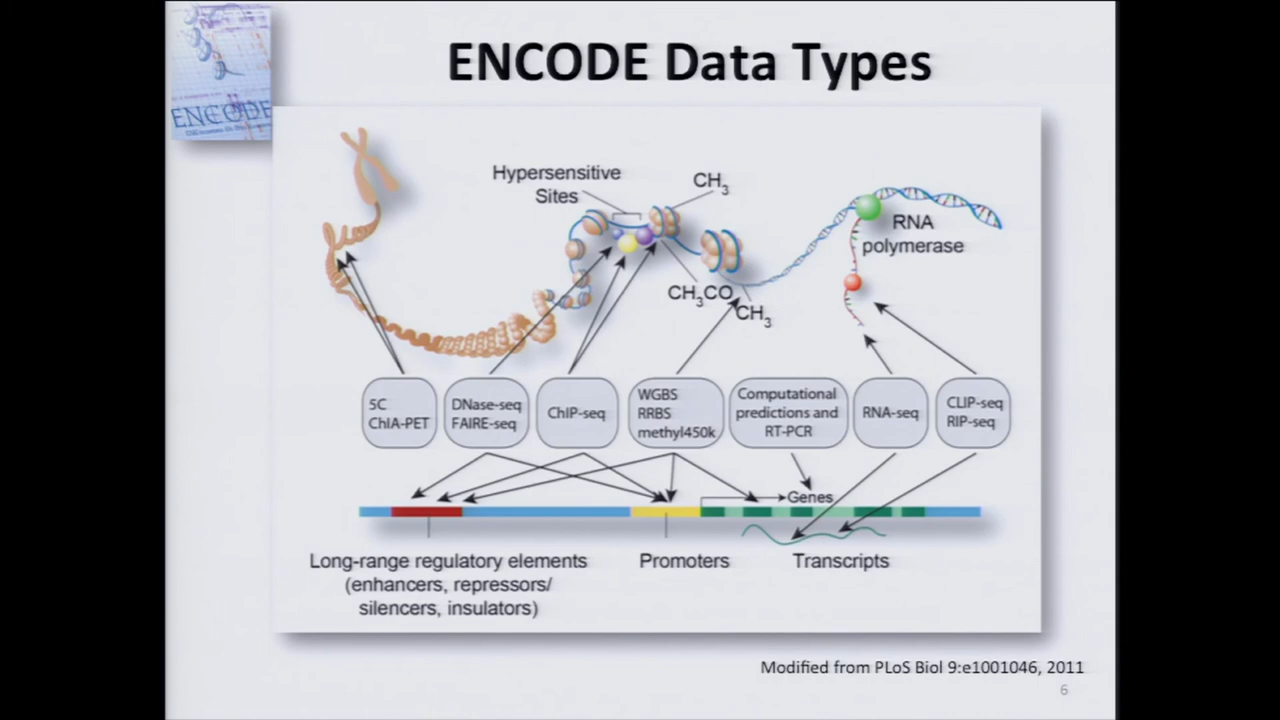 ENCODE Data Types
ENCODE
Hypersensitive
Sites
CH3
RNA
polymerase
CH3CO
CH3
5C
ChIA-PET
DNase-seq
FAIRE-seq
ChIP-seq
WGBS
RRBS
methyl450k
Computational
predictions and
RT-PCR
RNA-seq
CLIP-seq
RIP-seq
Genes
Long-range regulatory elements
(enhancers, repressors/
silencers, insulators)
Promoters
Transcripts
Modified from PLoS Biol 9:e1001046, 2011
6